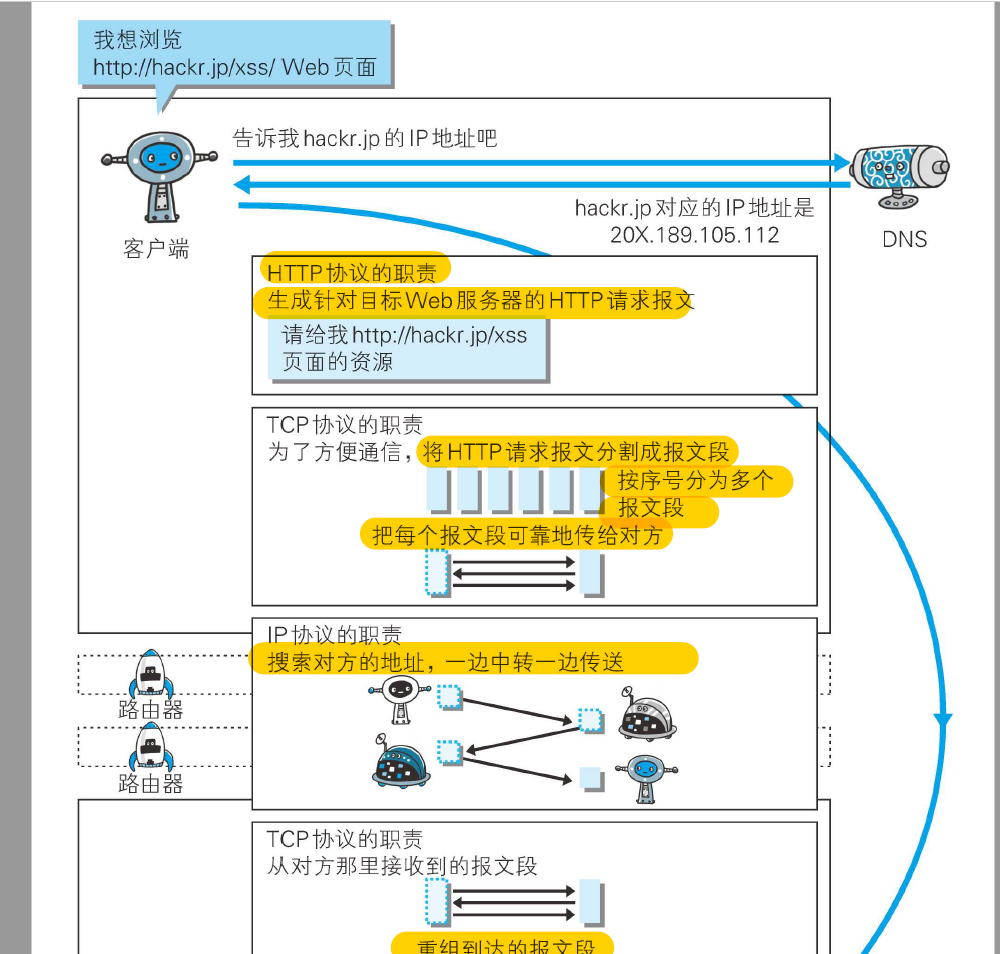 我想浏览
http://hackr.jp/xss/ Web 页面
告诉我 hackr.jp 的 IP 地址吧
hackr.jp 对应的 IP 地址是
20X.189.105.112
客户端
DNS
HTTP 协议的职责
生成针对目标 Web 服务器的 HTTP 请求报文
请给我 http://hackr.jp/xss
页面的资源
TCP 协议的职责
为了方便通信，将 HTTP 请求报文分割成报文段
按序号分为多个
报文段
把每个报文段可靠地传给对方
IP 协议的职责
搜索对方的地址，一边中转一边传送
路由器
路由器
TCP 协议的职责
从对方那里接收到的报文段
重组到达的报文段